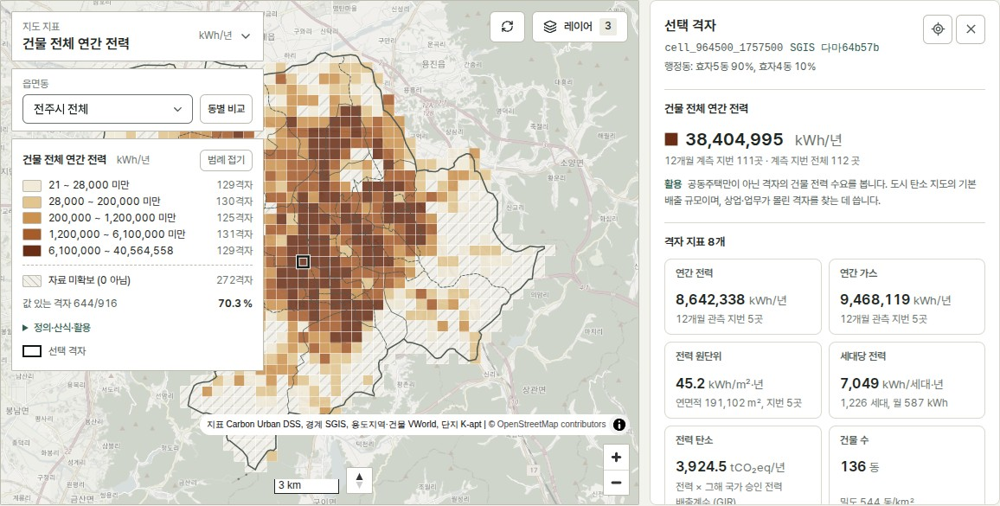 지도 지표
건물 전체 연간 전력
kWh/년
레이어 3
읍면동
전주시 전체
동별 비교
건물 전체 연간 전력 kWh/년
범례 접기
21 ~ 28,000 미만 129격자
28,000 ~ 200,000 미만 130격자
200,000 ~ 1,200,000 미만 125격자
1,200,000 ~ 6,100,000 미만 131격자
6,100,000 ~ 40,564,558 129격자
자료 미확보 (0 아님) 272격자
값 있는 격자 644/916 70.3 %
정의·산식·활용
선택 격자
용진읍
소양면
상관면
구이면
금산면
봉남면
지표 Carbon Urban DSS, 경계 SGIS, 용도지역·건물 VWorld, 단지 K-apt | © OpenStreetMap contributors
3 km
17
선택 격자
cell_964500_1757500 SGIS 다마64b57b
행정동: 효자5동 90%, 효자4동 10%
건물 전체 연간 전력
38,404,995 kWh/년
12개월 계측 지번 111곳 · 계측 지번 전체 112 곳
활용 공동주택만이 아닌 격자의 건물 전력 수요를 봅니다. 도시 탄소 지도의 기본
배출 규모이며, 상업·업무가 몰린 격자를 찾는 데 씁니다.
격자 지표 8개
연간 전력
8,642,338 kWh/년
12개월 관측 지번 5곳
연간 가스
9,468,119 kWh/년
12개월 관측 지번 5곳
전력 원단위
45.2 kWh/m²·년
연면적 191,102 m², 지번 5곳
세대당 전력
7,049 kWh/세대·년
1,226 세대, 월 587 kWh
전력 탄소
3,924.5 tCO₂eq/년
전력 × 그해 국가 승인 전력
배출계수 (GIR)
건물 수
136 동
밀도 544 동/km²